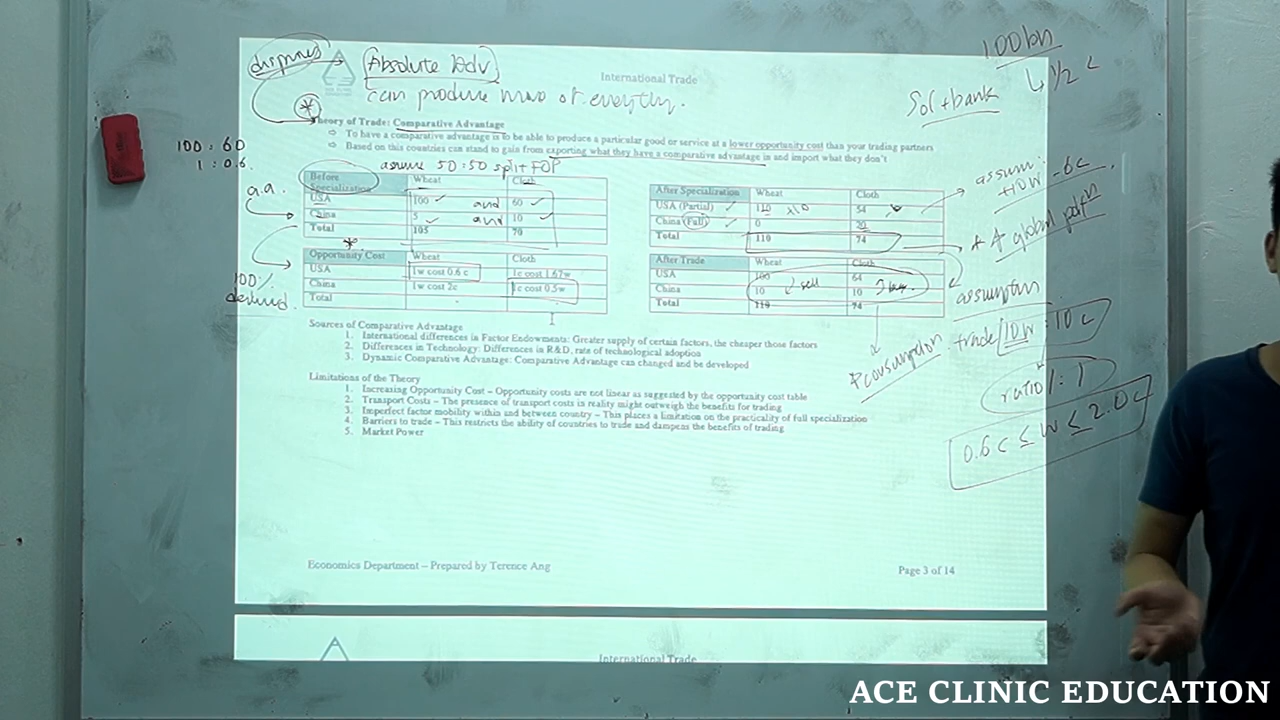 Absolute Adv
can produce more of everything.
International Trade
100bn
↳ 1/2
Softbank
100 : 60
1 : 0.6
Theory of Trade: Comparative Advantage
⇨ To have a comparative advantage is To be able to produce a particular good or service at a lower opportunity cost than your trading partners
⇨ Based on this countries can stand to gain from exporting what they have a comparative advantage in and import what they don't
assume 50:50 split FOP
Before Specialization Wheat Cloth
USA 100 and 60
China 5 and 10
Total 105 70
After Specialization Wheat Cloth
USA (Partial) 110 x10 54
China (Full) 0 20
Total 110 74
assum:
+10W -6c
global
Opportunity Cost Wheat Cloth
USA 1w cost 0.6 c 1c cost 1.67w
China 1w cost 2c 1c cost 0.5w
Total
100%
After Trade Wheat Cloth
USA 100 64
China 10 sell 10
Total 110 74
assumption
trade 10W : 10c
ratio 1:1
0.6c ≤ W ≤ 2.0c
consumption
Sources of Comparative Advantage
1. International differences in Factor Endowments: Greater supply of certain factors, the cheaper those factors
2. Differences in Technology: Differences in R&D, rate of technological adoption
3. Dynamic Comparative Advantage: Comparative Advantage can changed and be developed
Limitations of the Theory
1. Increasing Opportunity Cost – Opportunity costs are not linear as suggested by the opportunity cost table
2. Transport Costs – The presence of transport costs in reality might outweigh the benefits for trading
3. Imperfect factor mobility within and between country – This places a limitation on the practicality of full specialization
4. Barriers to trade – This restricts the ability of countries to trade and dampens the benefits of trading
5. Market Power
Economics Department – Prepared by Terence Ang
Page 3 of 14
International Trade
ACE CLINIC EDUCATION